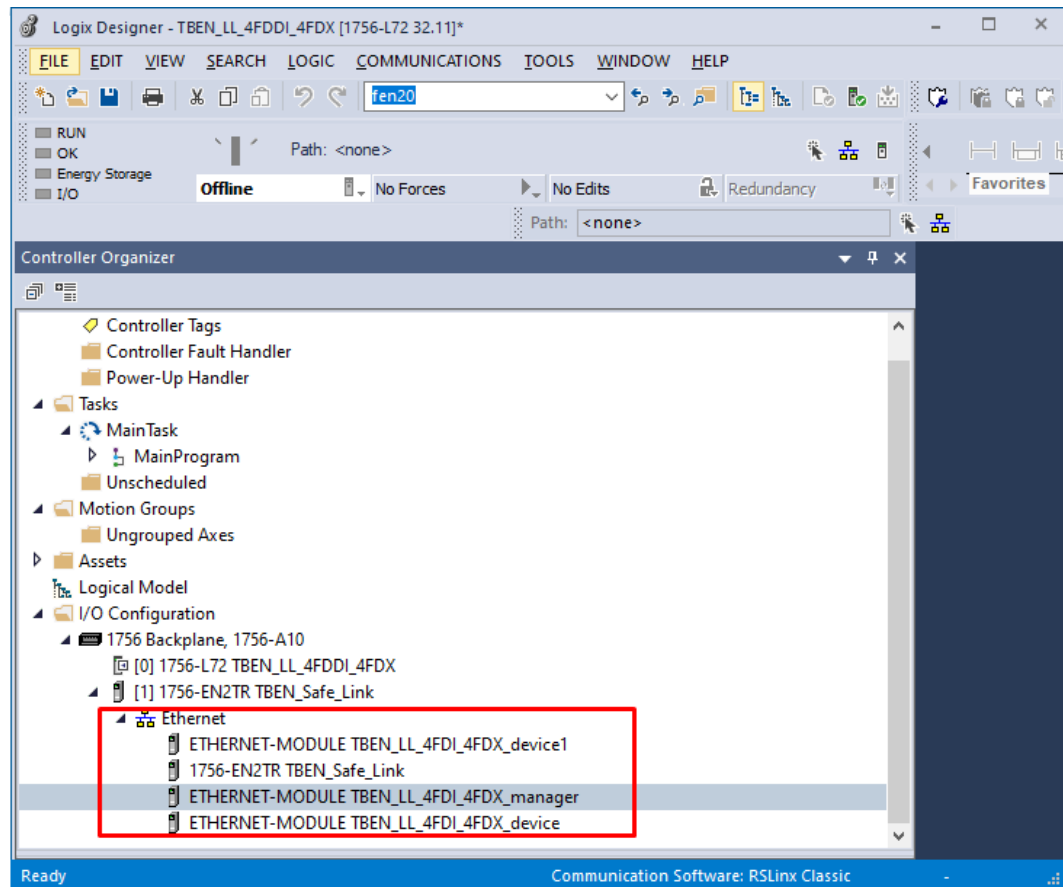 Logix Designer - TBEN_LL_4FDDI_4FDX [1756-L72 32.11]*
FILE EDIT VIEW SEARCH LOGIC COMMUNICATIONS TOOLS WINDOW HELP
fen20
RUN
OK
Energy Storage
I/O
Path: <none>
Offline
No Forces
No Edits
Redundancy
Favorites
Path: <none>
Controller Organizer
Controller Tags
Controller Fault Handler
Power-Up Handler
Tasks
MainTask
MainProgram
Unscheduled
Motion Groups
Ungrouped Axes
Assets
Logical Model
I/O Configuration
1756 Backplane, 1756-A10
[0] 1756-L72 TBEN_LL_4FDDI_4FDX
[1] 1756-EN2TR TBEN_Safe_Link
Ethernet
ETHERNET-MODULE TBEN_LL_4FDI_4FDX_device1
1756-EN2TR TBEN_Safe_Link
ETHERNET-MODULE TBEN_LL_4FDI_4FDX_manager
ETHERNET-MODULE TBEN_LL_4FDI_4FDX_device
Ready
Communication Software: RSLinx Classic
-